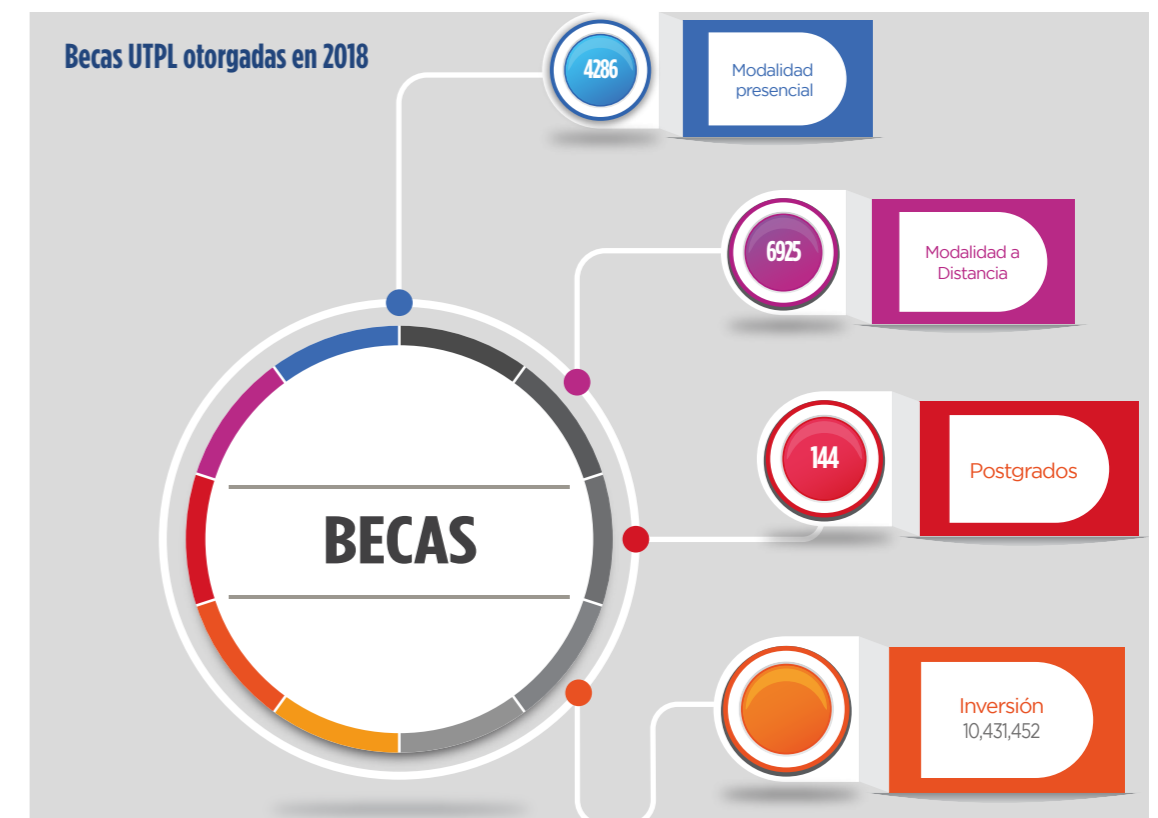 Becas UTPL otorgadas en 2018
4286
Modalidad
presencial
6925
Modalidad a
Distancia
144
Postgrados
BECAS
Inversión
10,431,452